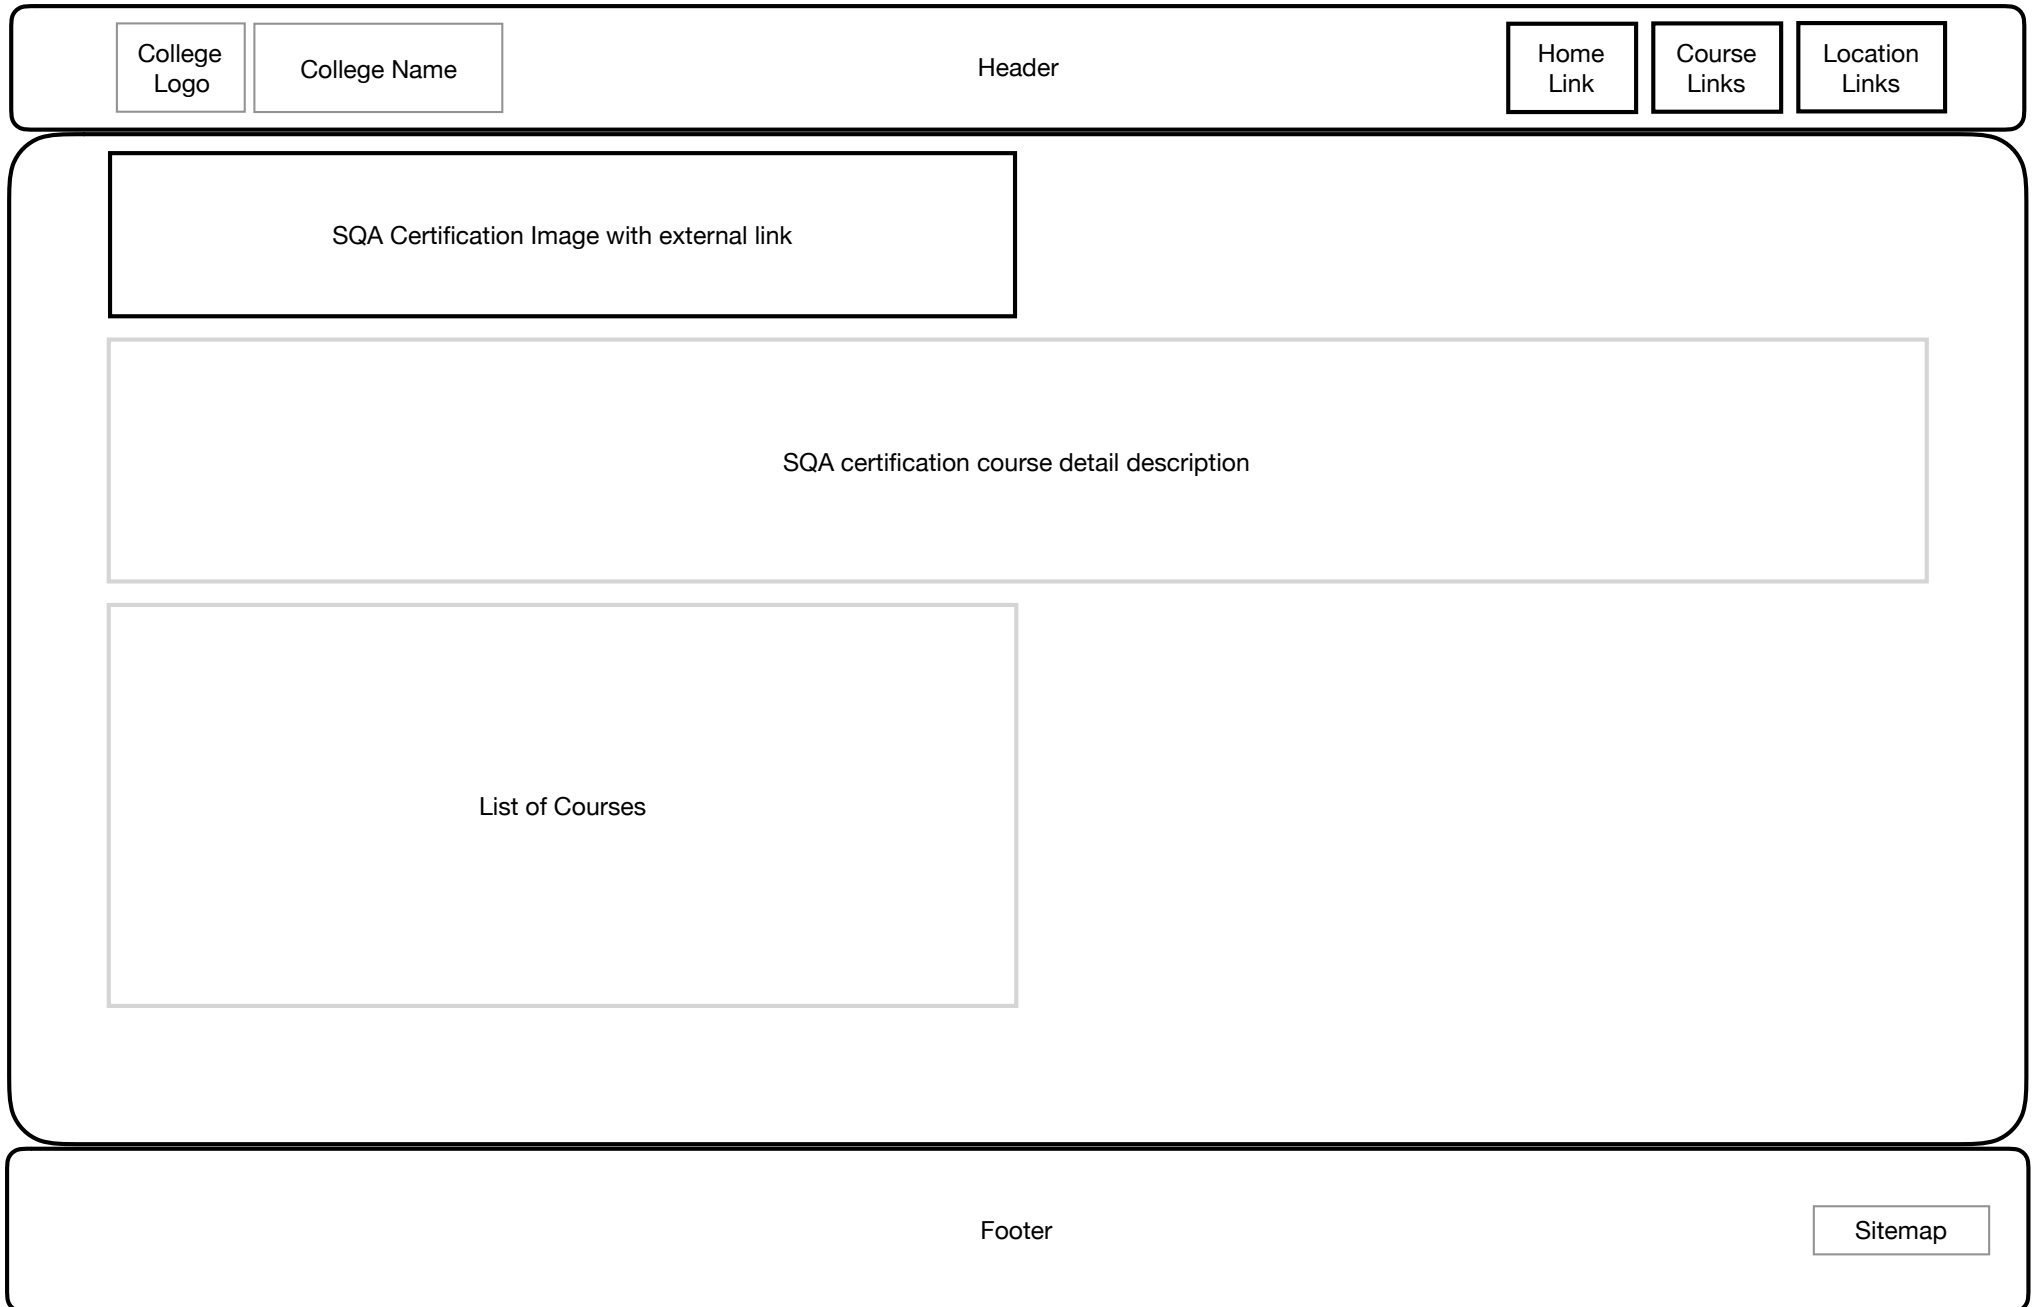 College
Logo
College Name
Header
Home
Link
Course
Links
Location
Links
SQA Certification Image with external link
SQA certification course detail description
List of Courses
Footer
Sitemap